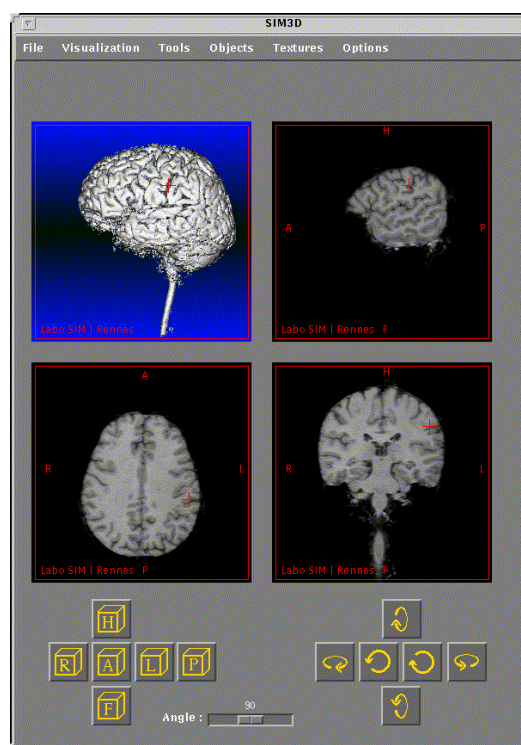 SIM3D
File Visualization Tools Objects Textures Options
H
A P
Labo SIM | Rennes
Labo SIM | Rennes F
A
H
R L
R L
Labo SIM | Rennes P
Labo SIM | Rennes F
H
R A L P
F
90
Angle :